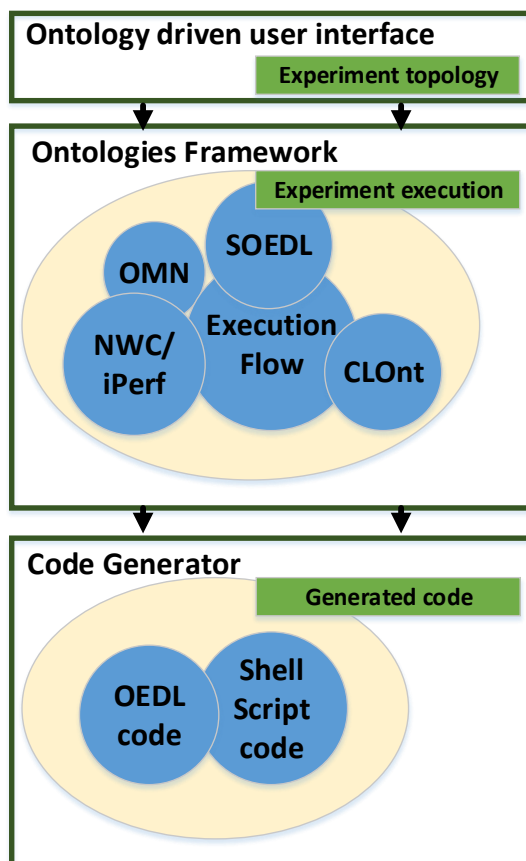 Ontology driven user interface
Experiment topology
Ontologies Framework
Experiment execution
SOEDL
OMN
Execution
Flow
NWC/
iPerf
CLOnt
Code Generator
Generated code
OEDL
code
Shell
Script
code